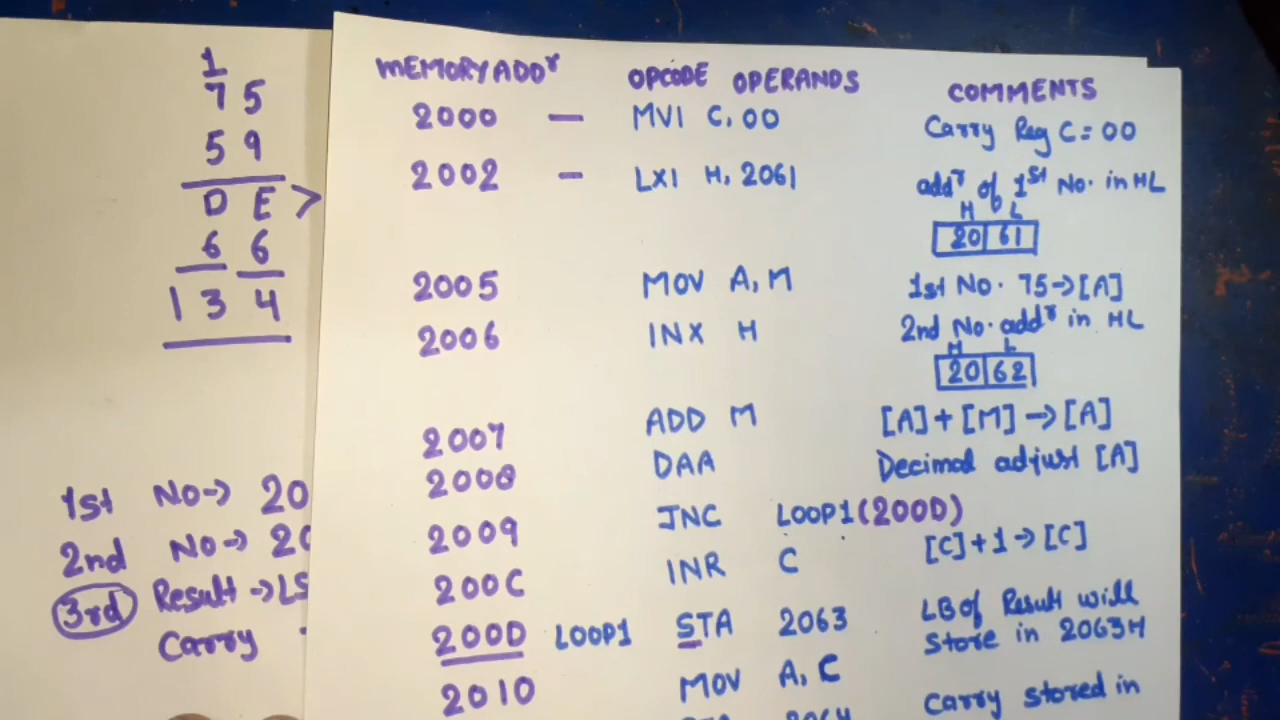 1
7 5
5 9
D E >
6 6
1 3 4
1st No→ 20
2nd No→ 20
3rd Result →LS
Carry
MEMORY ADDr OPCODE OPERANDS COMMENTS
2000 — MVI C, 00 Carry Reg C = 00
2002 — LXI H, 2061 addr of 1st No. in HL
H L
20 61
2005 MOV A, M 1st No. 75→[A]
2006 INX H 2nd No. addr in HL
H L
20 62
2007 ADD M [A] + [M] → [A]
2008 DAA Decimal adjust [A]
2009 JNC LOOP1 (200D)
200C INR C [C]+1→[C]
200D LOOP1 STA 2063 LB of Result will
store in 2063H
2010 MOV A, C Carry stored in
STA 2064